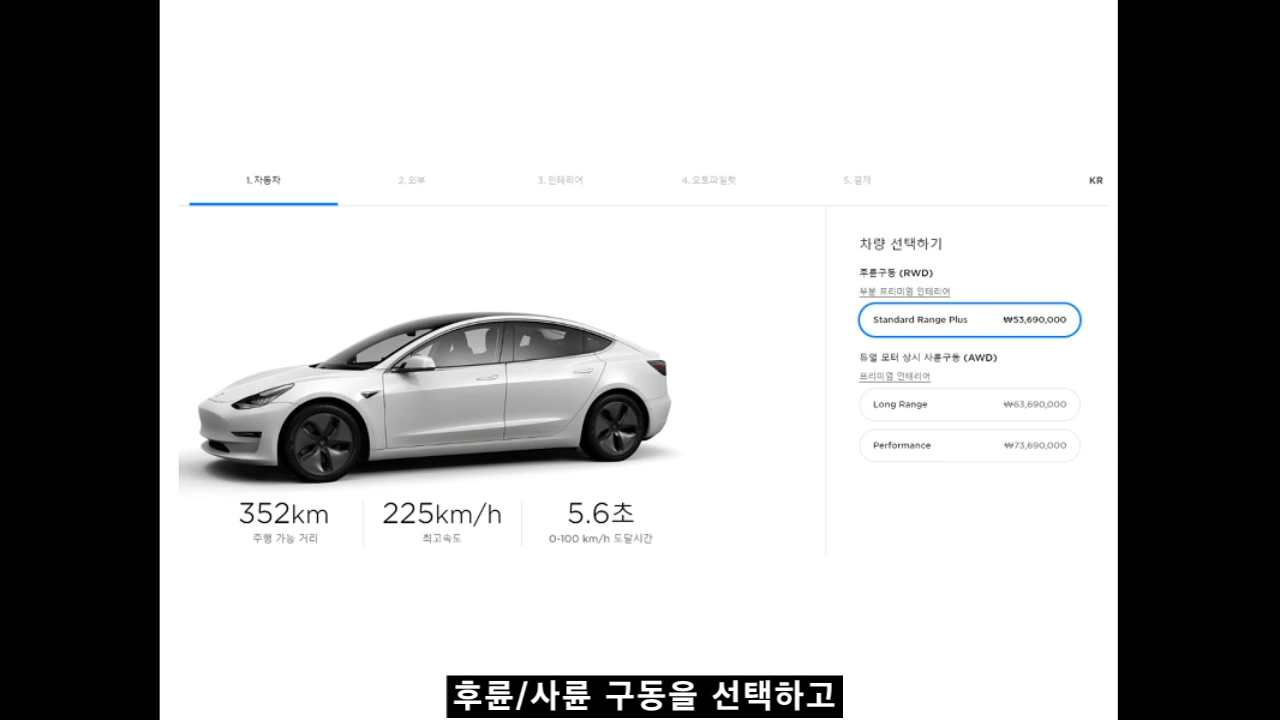 1. 자동차 2. 외부 3. 인테리어 4. 오토파일럿 5. 결제 KR
차량 선택하기
후륜구동 (RWD)
부분 프리미엄 인테리어
Standard Range Plus ₩53,690,000
듀얼 모터 상시 사륜구동 (AWD)
프리미엄 인테리어
Long Range ₩63,690,000
Performance ₩73,690,000
352km 225km/h 5.6초
주행 가능 거리 최고속도 0-100 km/h 도달시간
후륜/사륜 구동을 선택하고